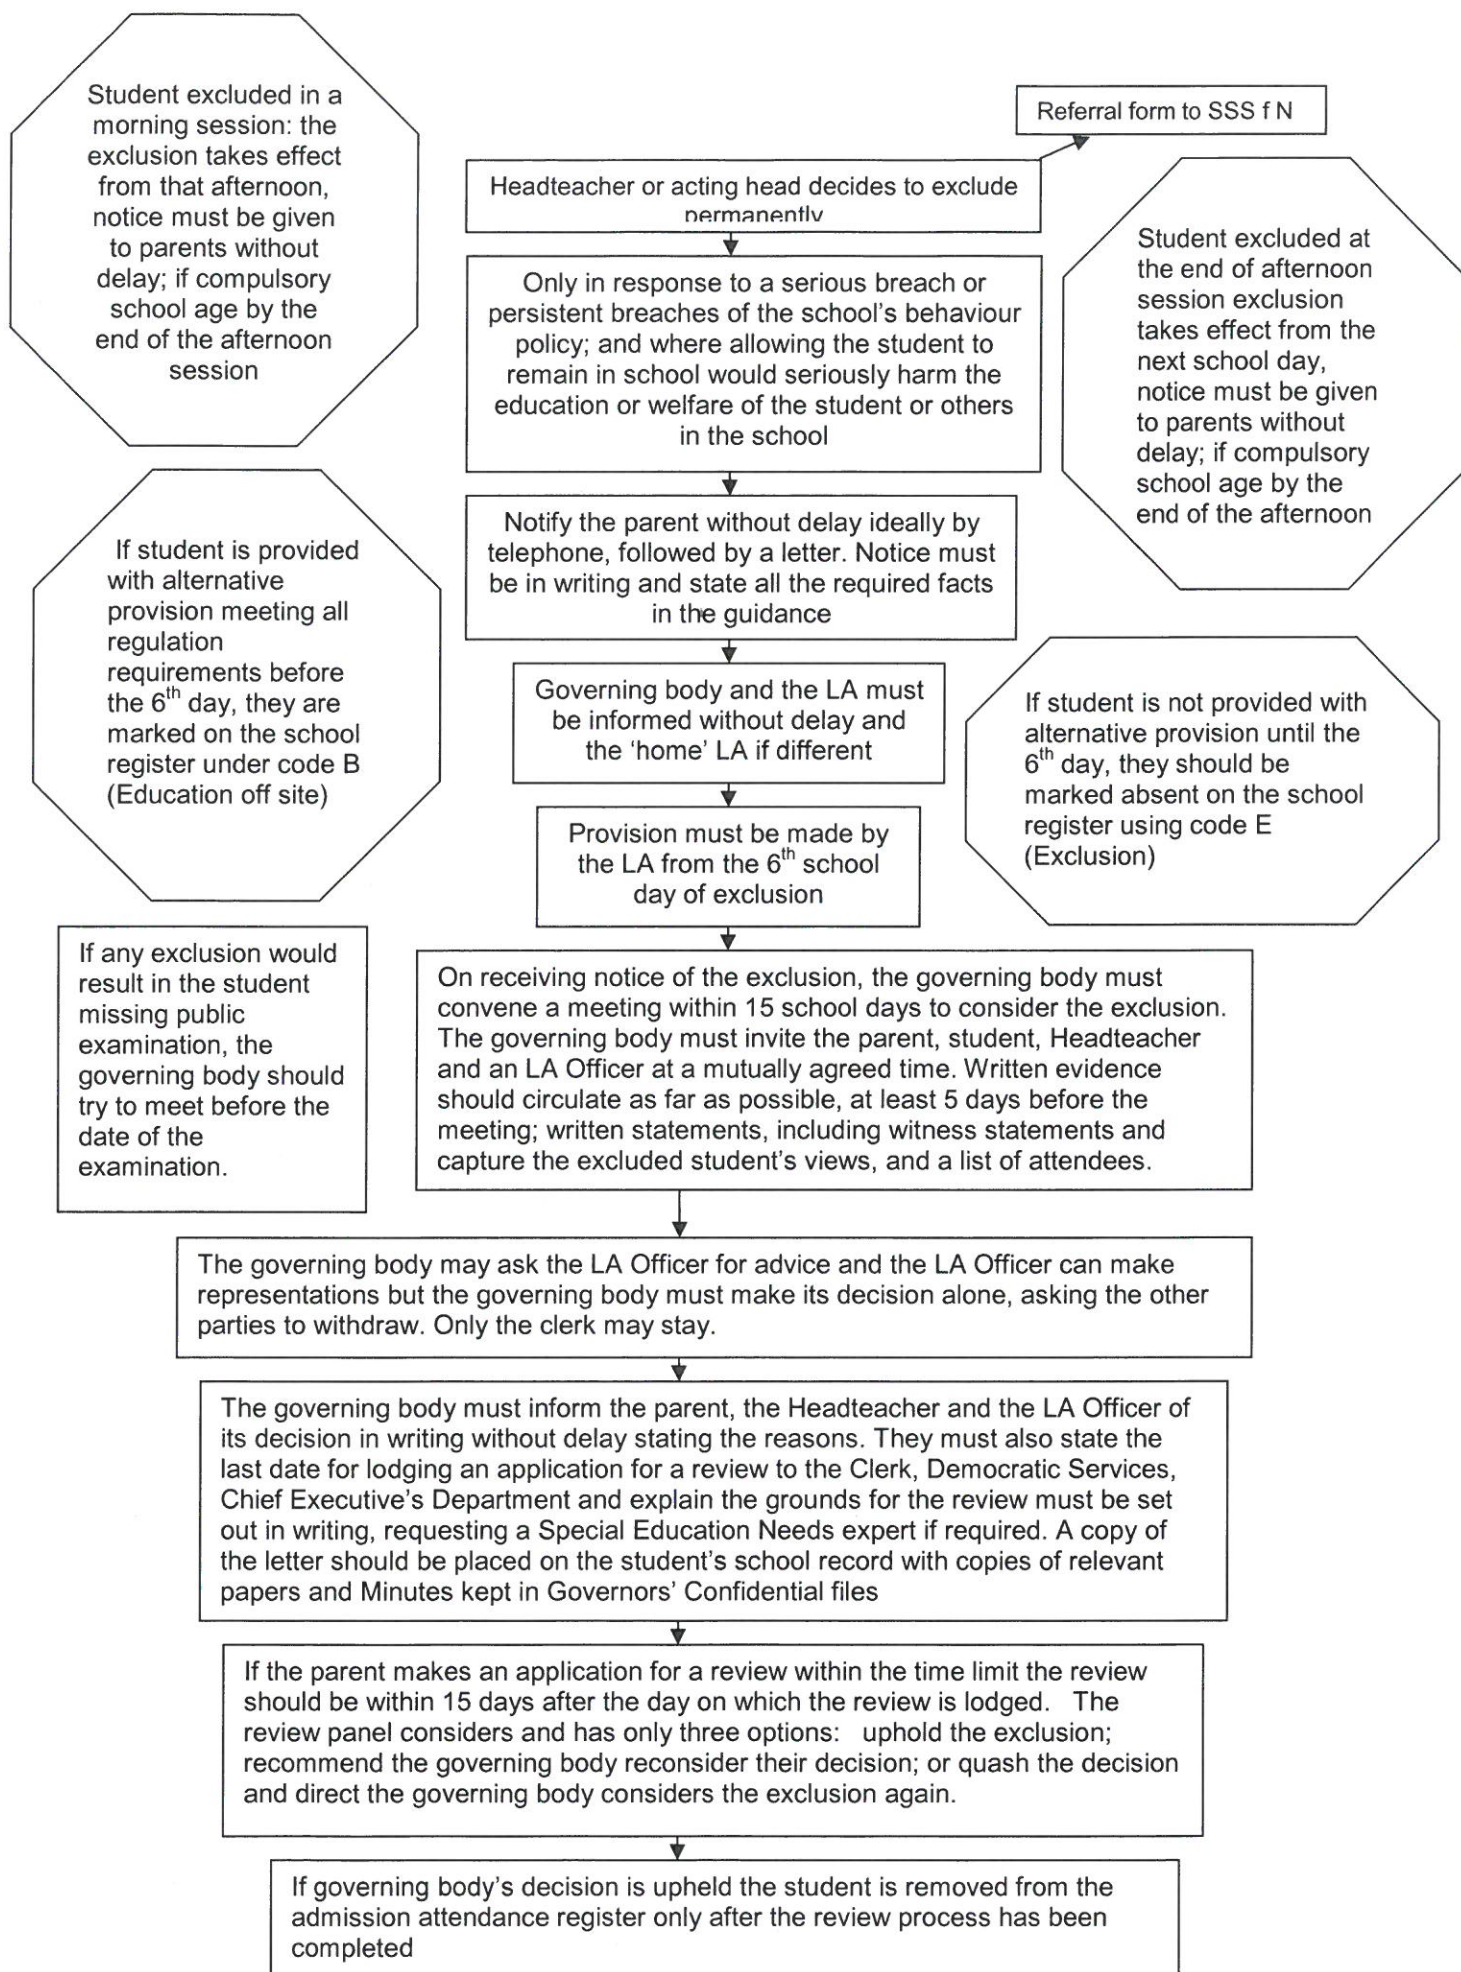 Student excluded in a
morning session: the
exclusion takes effect
from that afternoon,
notice must be given
to parents without
delay; if compulsory
school age by the
end of the afternoon
session
Referral form to SSS f N
Headteacher or acting head decides to exclude
permanently
Student excluded at
the end of afternoon
session exclusion
takes effect from the
next school day,
notice must be given
to parents without
delay; if compulsory
school age by the
end of the afternoon
Only in response to a serious breach or
persistent breaches of the school's behaviour
policy; and where allowing the student to
remain in school would seriously harm the
education or welfare of the student or others
in the school
Notify the parent without delay ideally by
telephone, followed by a letter. Notice must
be in writing and state all the required facts
in the guidance
If student is provided
with alternative
provision meeting all
regulation
requirements before
the 6th day, they are
marked on the school
register under code B
(Education off site)
Governing body and the LA must
be informed without delay and
the 'home' LA if different
If student is not provided with
alternative provision until the
6th day, they should be
marked absent on the school
register using code E
(Exclusion)
Provision must be made by
the LA from the 6th school
day of exclusion
If any exclusion would
result in the student
missing public
examination, the
governing body should
try to meet before the
date of the
examination.
On receiving notice of the exclusion, the governing body must
convene a meeting within 15 school days to consider the exclusion.
The governing body must invite the parent, student, Headteacher
and an LA Officer at a mutually agreed time. Written evidence
should circulate as far as possible, at least 5 days before the
meeting; written statements, including witness statements and
capture the excluded student's views, and a list of attendees.
The governing body may ask the LA Officer for advice and the LA Officer can make
representations but the governing body must make its decision alone, asking the other
parties to withdraw. Only the clerk may stay.
The governing body must inform the parent, the Headteacher and the LA Officer of
its decision in writing without delay stating the reasons. They must also state the
last date for lodging an application for a review to the Clerk, Democratic Services,
Chief Executive's Department and explain the grounds for the review must be set
out in writing, requesting a Special Education Needs expert if required. A copy of
the letter should be placed on the student's school record with copies of relevant
papers and Minutes kept in Governors' Confidential files
If the parent makes an application for a review within the time limit the review
should be within 15 days after the day on which the review is lodged. The
review panel considers and has only three options: uphold the exclusion;
recommend the governing body reconsider their decision; or quash the decision
and direct the governing body considers the exclusion again.
If governing body's decision is upheld the student is removed from the
admission attendance register only after the review process has been
completed